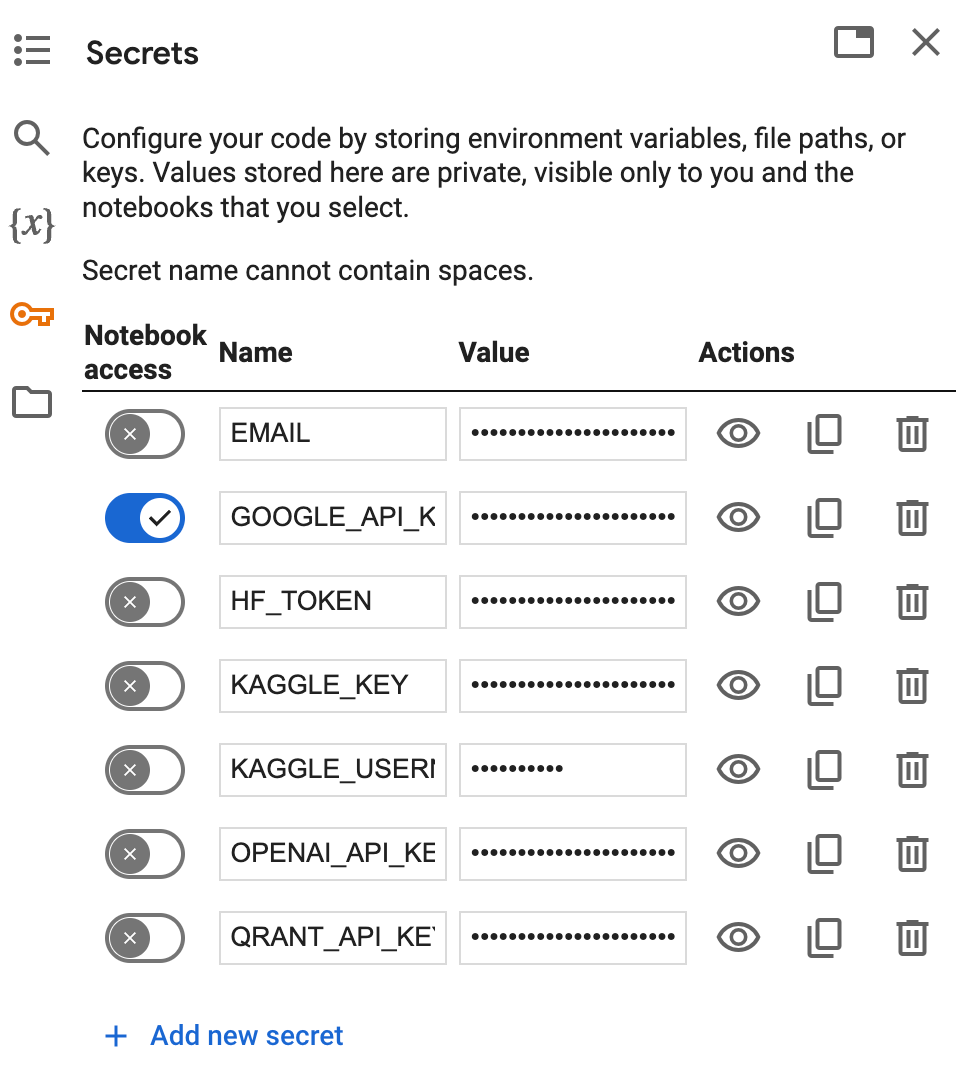 Secrets
Configure your code by storing environment variables, file paths, or
keys. Values stored here are private, visible only to you and the
notebooks that you select.
Secret name cannot contain spaces.
Notebook access Name Value Actions
EMAIL ••••••••••••••••••••••
GOOGLE_API_K ••••••••••••••••••••••
HF_TOKEN ••••••••••••••••••••••
KAGGLE_KEY ••••••••••••••••••••••
KAGGLE_USER ••••••••••
OPENAI_API_KE ••••••••••••••••••••••
QRANT_API_KE ••••••••••••••••••••••
+ Add new secret
{x}